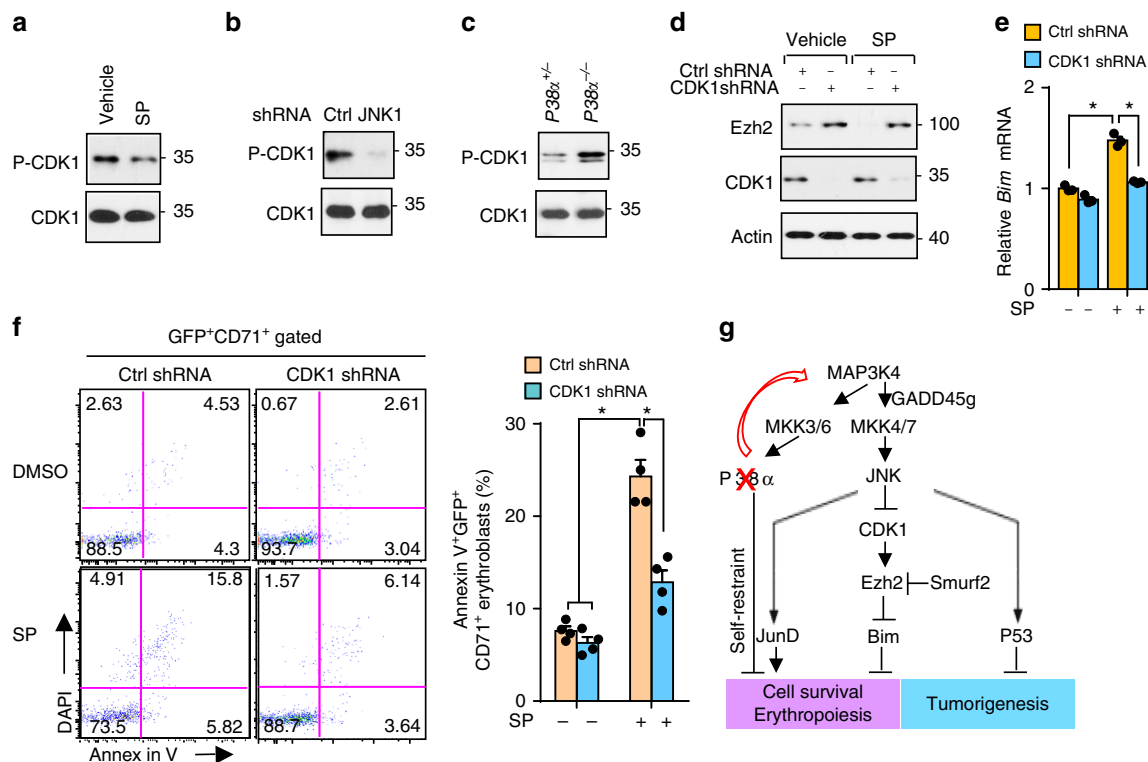 a
Vehicle
SP
P-CDK1
35
CDK1
35
b
shRNA Ctrl JNK1
P-CDK1
35
CDK1
35
c
P38α+/–
P38α–/–
P-CDK1
35
CDK1
35
d
Vehicle SP
Ctrl shRNA + – + –
CDK1shRNA – + – +
Ezh2 100
CDK1 35
Actin 40
e
Ctrl shRNA
CDK1 shRNA
Relative Bim mRNA
2
1
0
* *
SP – – + +
f
GFP+CD71+ gated
Ctrl shRNA CDK1 shRNA
DMSO
2.63 4.53 0.67 2.61
88.5 4.3 93.7 3.04
SP
4.91 15.8 1.57 6.14
73.5 5.82 88.7 3.64
DAPI
Annex in V
Ctrl shRNA
CDK1 shRNA
Annexin V+GFP+
CD71+ erythroblasts (%)
30
20
10
0
* *
SP – – + +
g
MAP3K4
GADD45g
MKK3/6 MKK4/7
P38α X JNK
CDK1
Ezh2 Smurf2
Self-restraint
JunD Bim P53
Cell survival
Erythropoiesis
Tumorigenesis